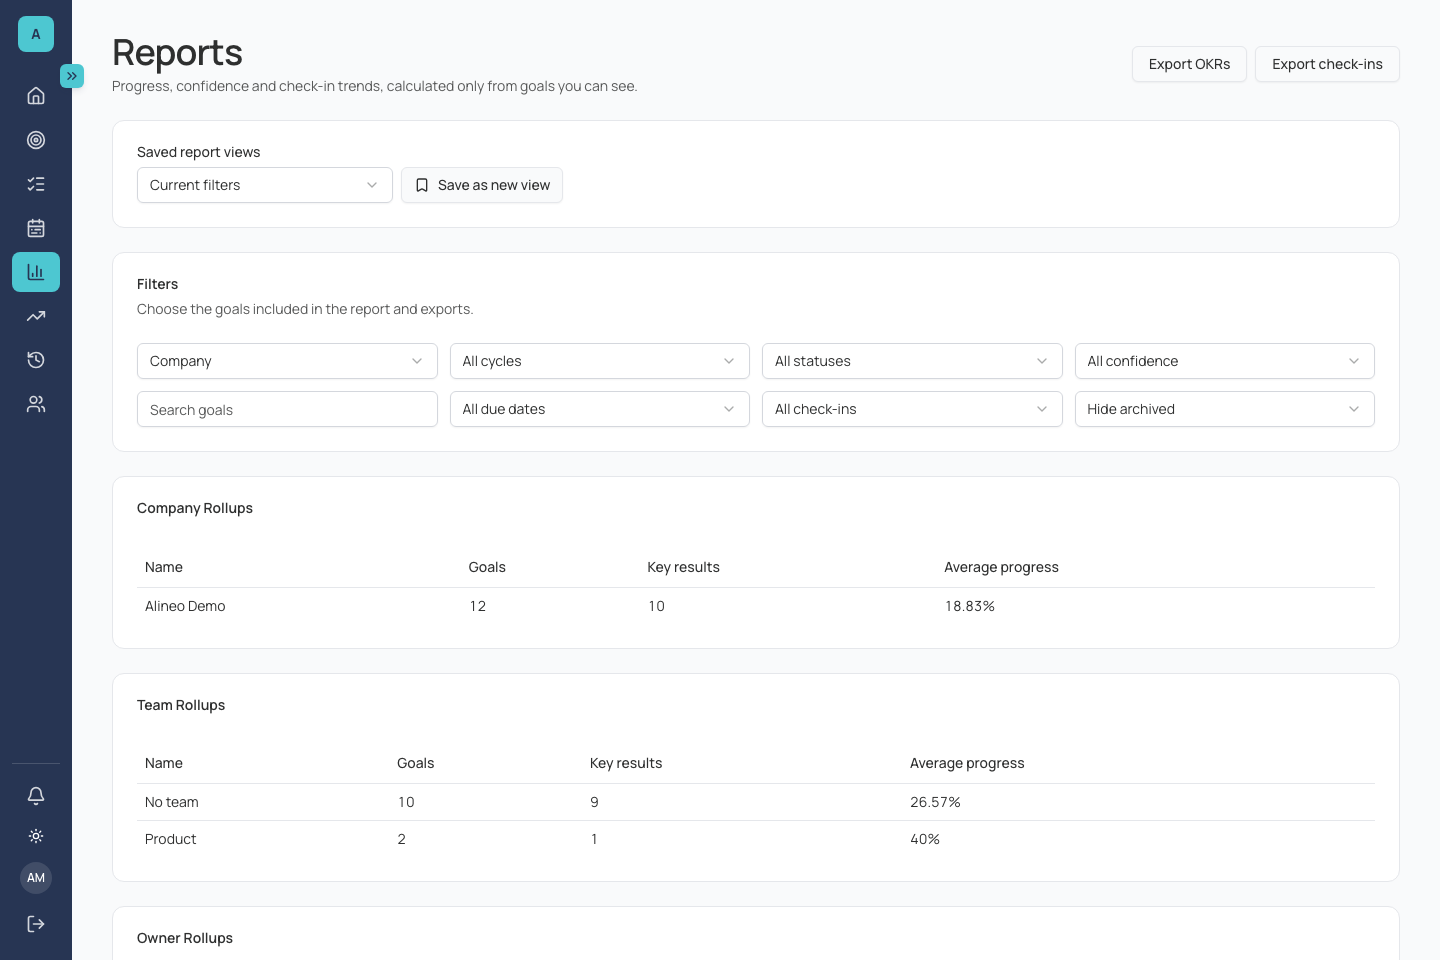 A
Reports
Progress, confidence and check-in trends, calculated only from goals you can see.
Export OKRs
Export check-ins
Saved report views
Current filters
Save as new view
Filters
Choose the goals included in the report and exports.
Company
All cycles
All statuses
All confidence
Search goals
All due dates
All check-ins
Hide archived
Company Rollups
Name Goals Key results Average progress
Alineo Demo 12 10 18.83%
Team Rollups
Name Goals Key results Average progress
No team 10 9 26.57%
Product 2 1 40%
AM
Owner Rollups